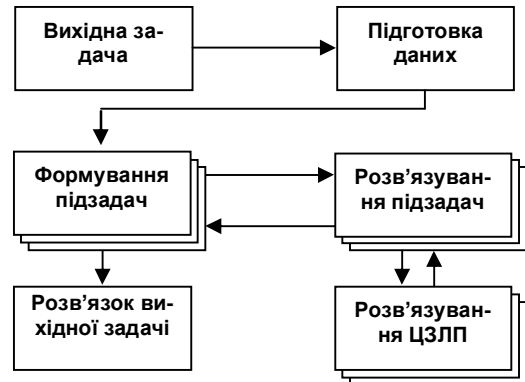 Вихідна за-
дача
Підготовка
даних
Формування
підзадач
Розв’язуван-
ня підзадач
Розв’язок ви-
хідної задачі
Розв’язуван-
ня ЦЗЛП